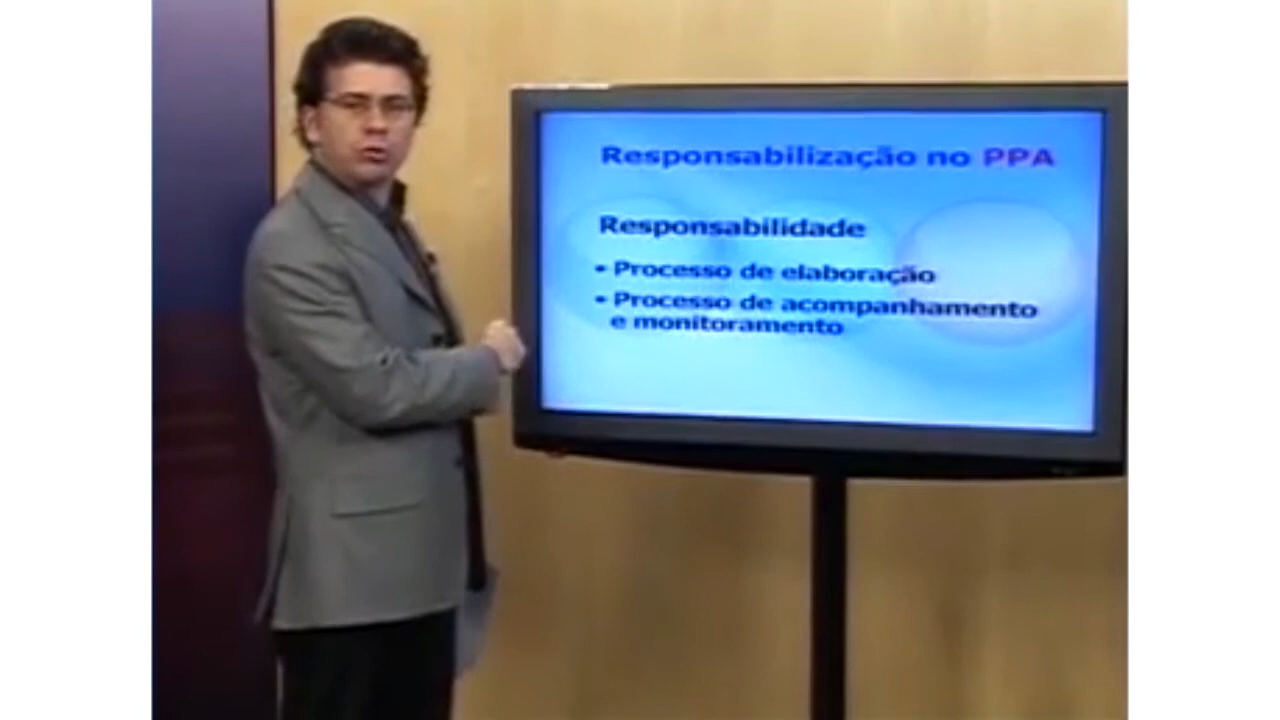 Responsabilização no PPA
Responsabilidade
• Processo de elaboração
• Processo de acompanhamento
e monitoramento